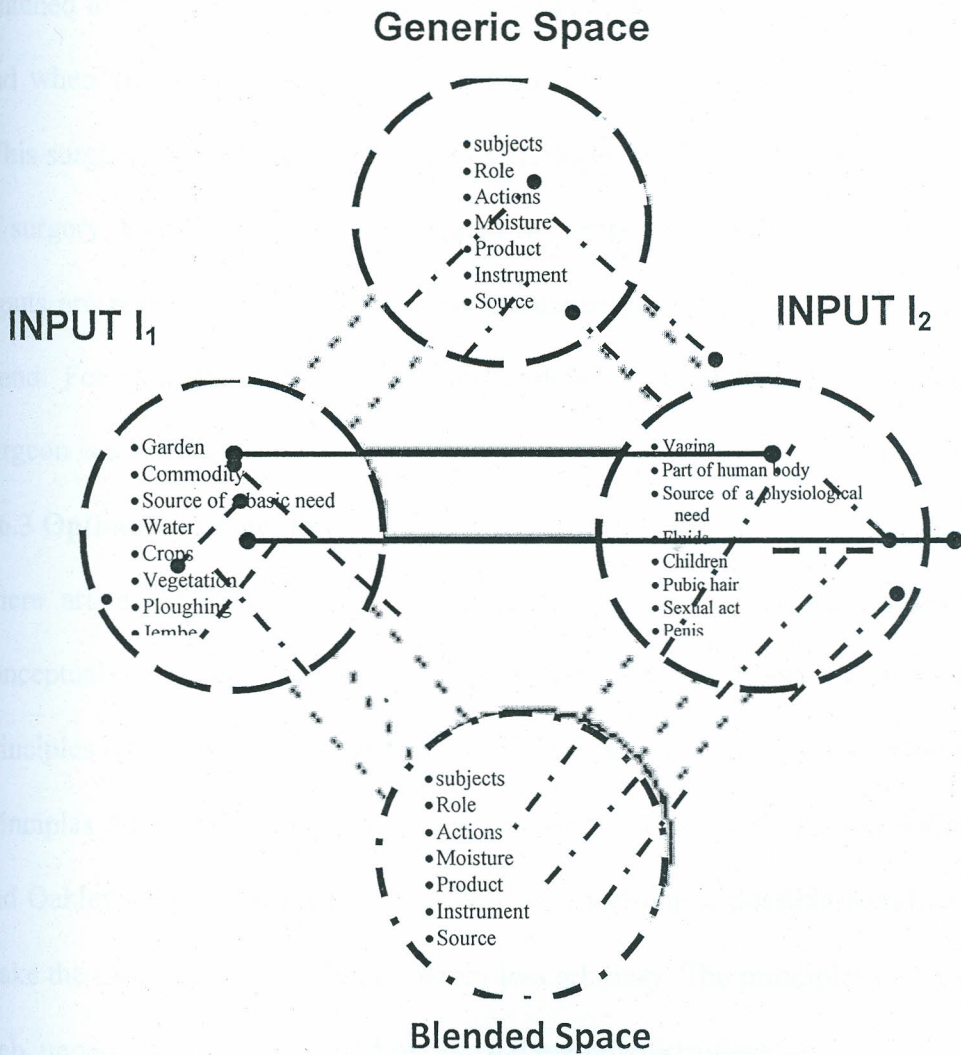 Generic Space
• subjects
• Role
• Actions
• Moisture
• Product
• Instrument
• Source
INPUT I₁
INPUT I₂
• Garden
• Commodity
• Source of basic need
• Water
• Crops
• Vegetation
• Ploughing
• Jembe
• Vagina
• Part of human body
• Source of a physiological
need
• Fluids
• Children
• Pubic hair
• Sexual act
• Penis
• subjects
• Role
• Actions
• Moisture
• Product
• Instrument
• Source
Blended Space